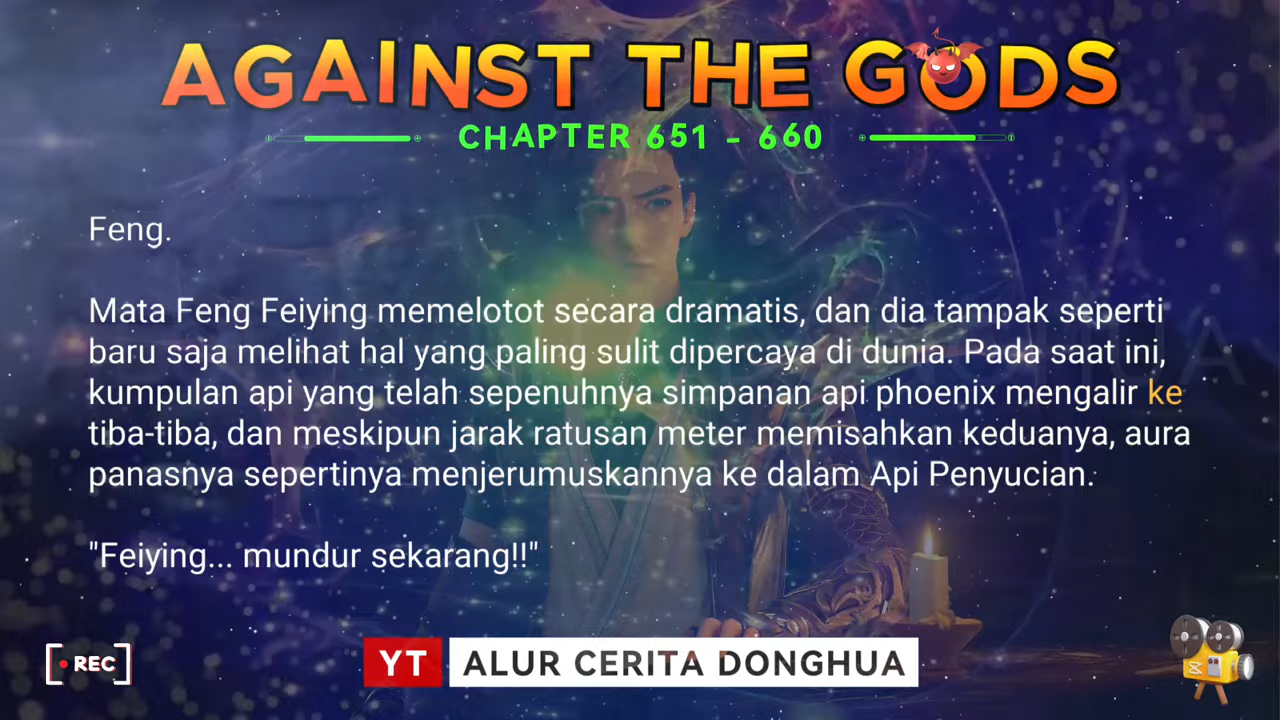 AGAINST THE GODS
CHAPTER 651 - 660
Feng.
Mata Feng Feiying memelotot secara dramatis, dan dia tampak seperti
baru saja melihat hal yang paling sulit dipercaya di dunia. Pada saat ini,
kumpulan api yang telah sepenuhnya simpanan api phoenix mengalir ke
tiba-tiba, dan meskipun jarak ratusan meter memisahkan keduanya, aura
panasnya sepertinya menjerumuskannya ke dalam Api Penyucian.
"Feiying... mundur sekarang!!"
REC
YT ALUR CERITA DONGHUA